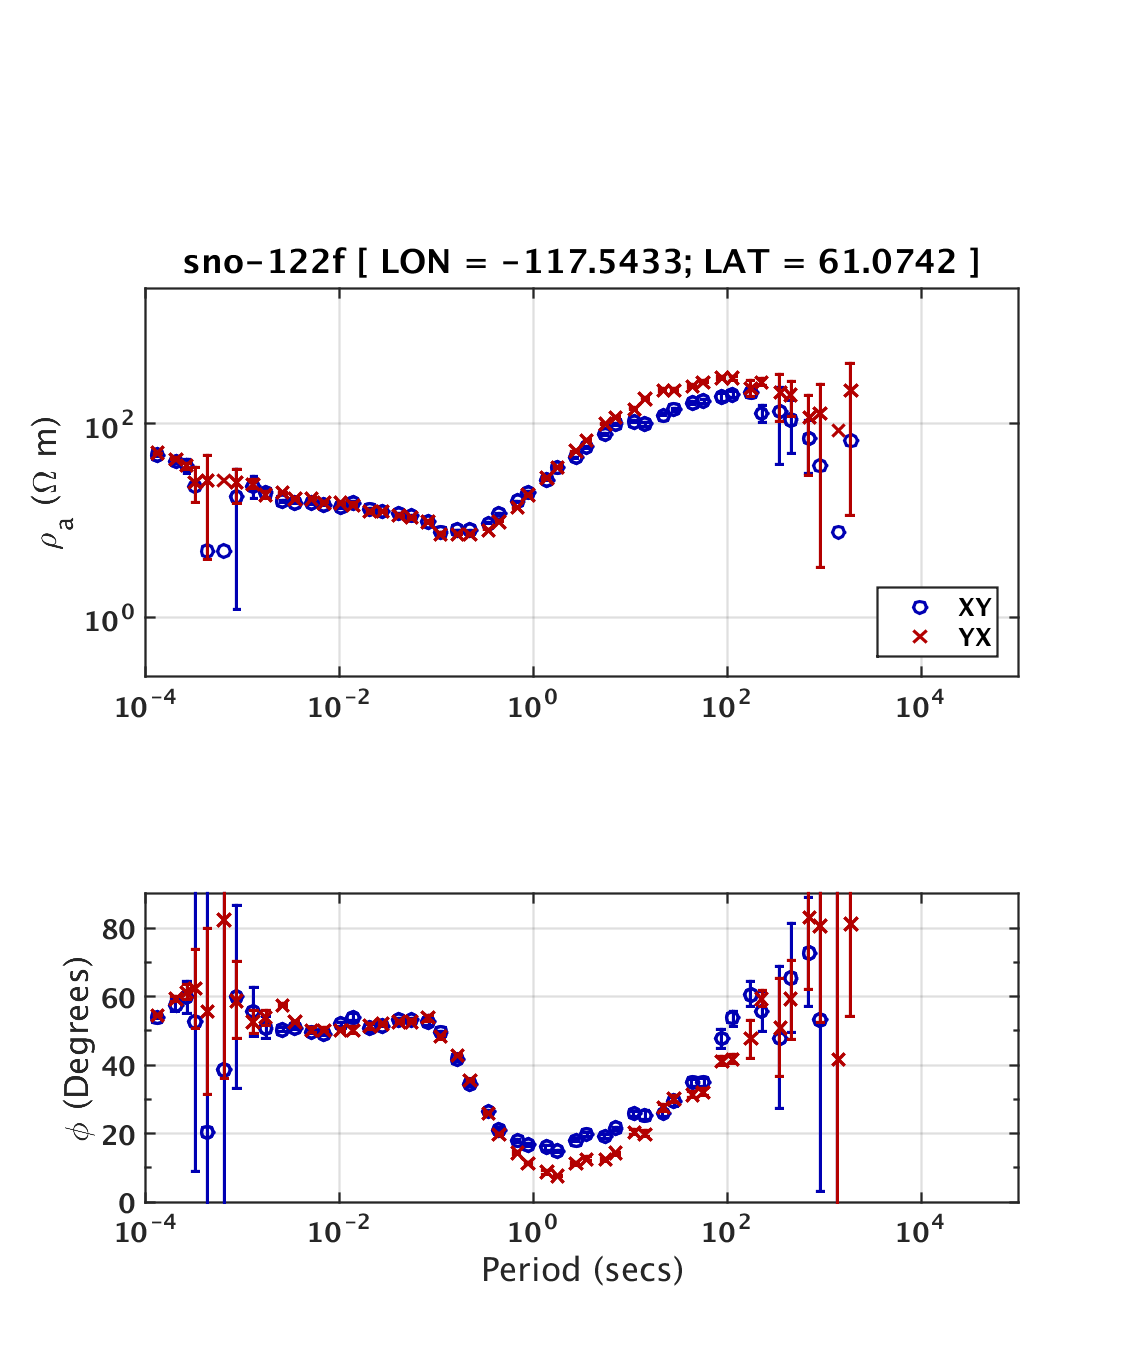 sno-122f [ LON = -117.5433; LAT = 61.0742 ]
ρa (Ω m)
10^2
10^0
XY
YX
10^-4 10^-2 10^0 10^2 10^4
ϕ (Degrees)
80
60
40
20
0
10^-4 10^-2 10^0 10^2 10^4
Period (secs)